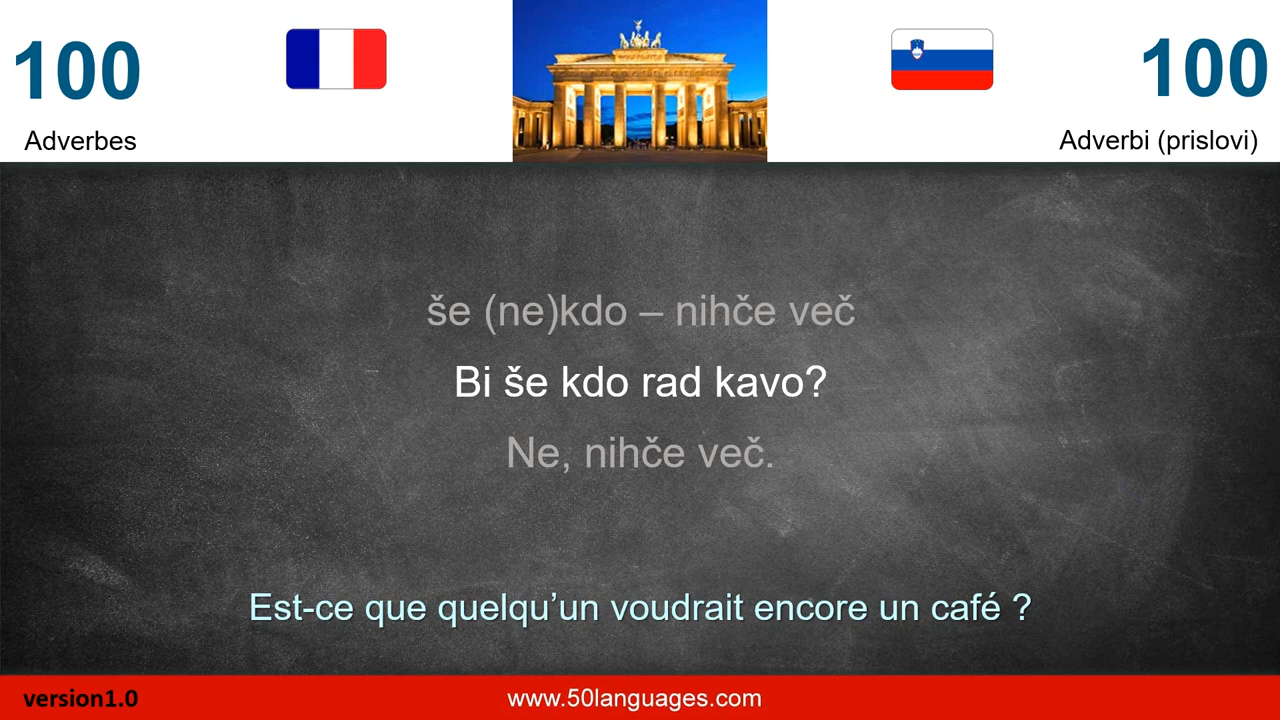 100
100
Adverbes
Adverbi (prislovi)
še (ne)kdo – nihče več
Bi še kdo rad kavo?
Ne, nihče več.
Est-ce que quelqu’un voudrait encore un café ?
version1.0
www.50languages.com